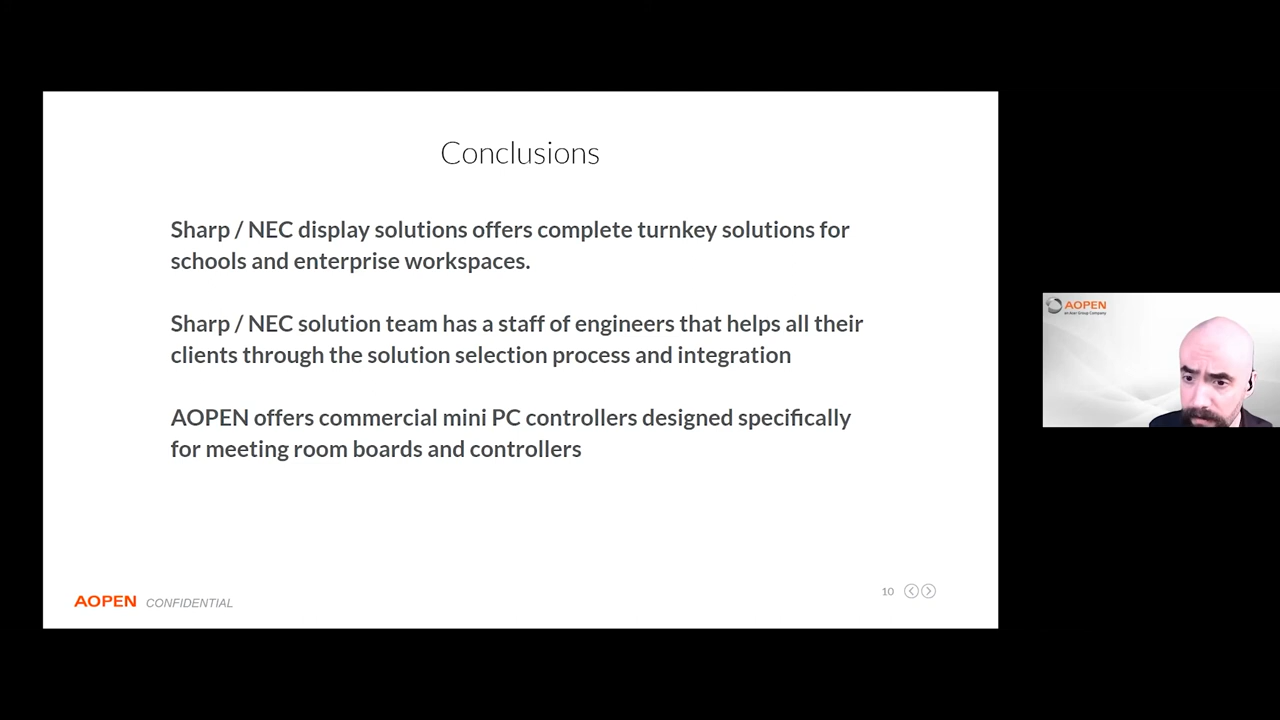 Conclusions
Sharp / NEC display solutions offers complete turnkey solutions for
schools and enterprise workspaces.
Sharp / NEC solution team has a staff of engineers that helps all their
clients through the solution selection process and integration
AOPEN offers commercial mini PC controllers designed specifically
for meeting room boards and controllers
AOPEN CONFIDENTIAL
10
AOPEN
an Acer Group Company